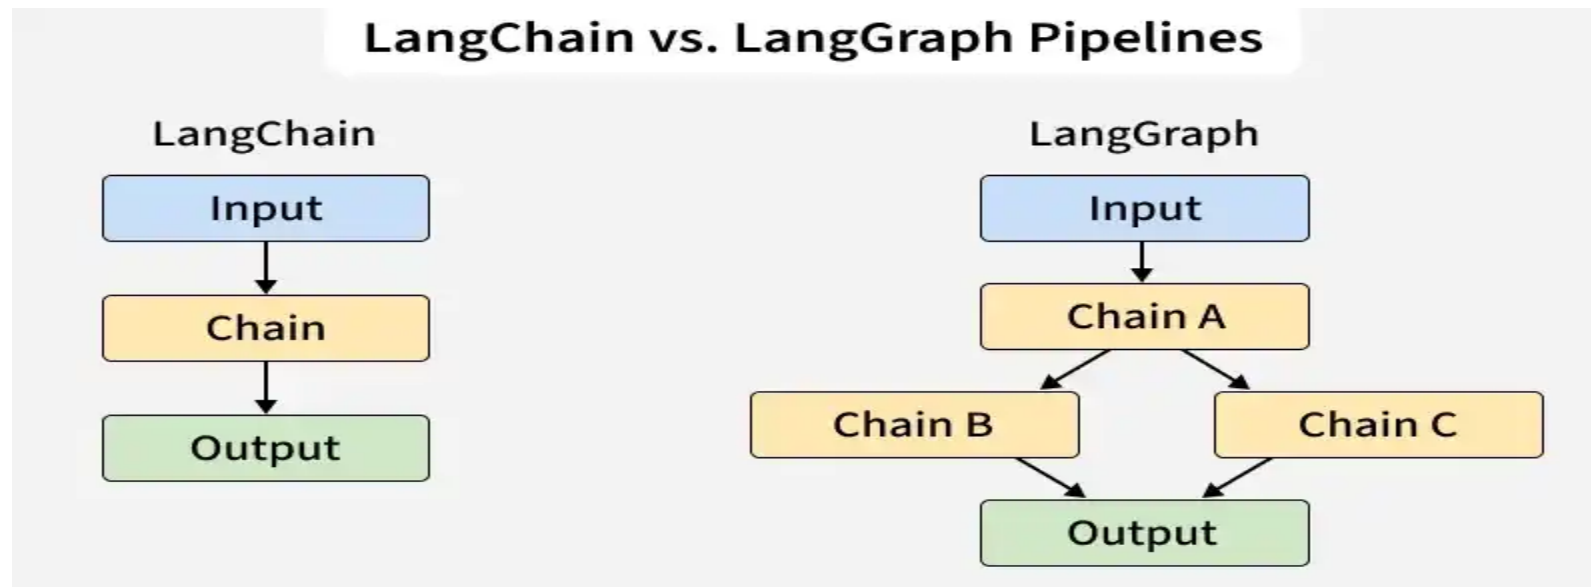 LangChain vs. LangGraph Pipelines
LangChain
Input
Chain
Output
LangGraph
Input
Chain A
Chain B
Chain C
Output